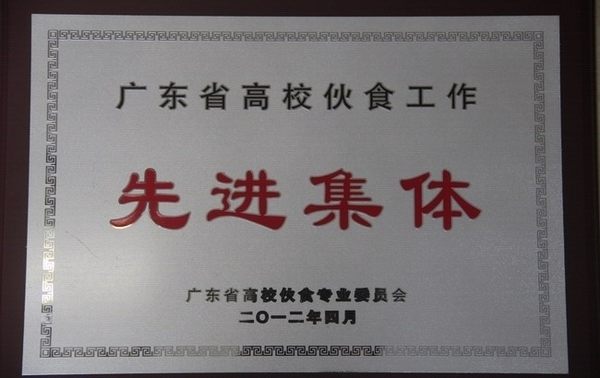 广东省高校伙食工作
先进集体
广东省高校伙食专业委员会
二〇一二年四月